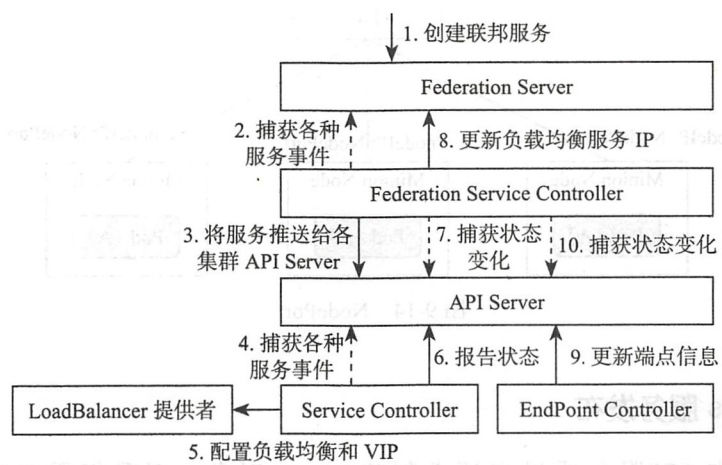 1. 创建联邦服务
Federation Server
2. 捕获各种
服务事件
8. 更新负载均衡服务 IP
Federation Service Controller
3. 将服务推送给各
集群 API Server
7. 捕获状态
变化
10. 捕获状态变化
API Server
4. 捕获各种
服务事件
6. 报告状态
9. 更新端点信息
LoadBalancer 提供者
Service Controller
EndPoint Controller
5. 配置负载均衡和 VIP